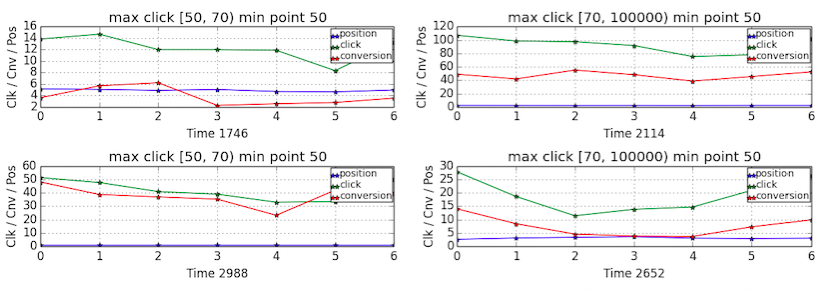 max click [50, 70) min point 50
Clk / Cnv / Pos
16
14
12
10
8
6
4
2
position
click
conversion
0 1 2 3 4 5 6
Time 1746
max click [70, 100000) min point 50
Clk / Cnv / Pos
120
100
80
60
40
20
0
position
click
conversion
0 1 2 3 4 5 6
Time 2114
max click [50, 70) min point 50
Clk / Cnv / Pos
60
50
40
30
20
10
0
position
click
conversion
0 1 2 3 4 5 6
Time 2988
max click [70, 100000) min point 50
Clk / Cnv / Pos
30
25
20
15
10
5
0
position
click
conversion
0 1 2 3 4 5 6
Time 2652